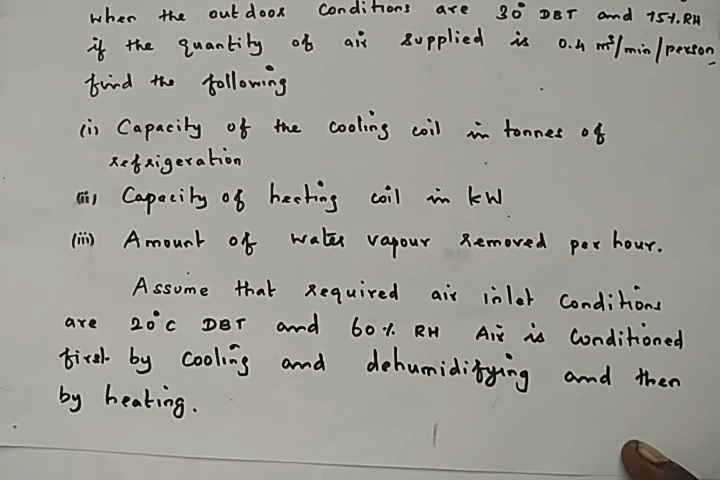 when the outdoor conditions are 30° DBT and 75%.RH
if the quantity of air supplied is 0.4 m³/min/person
find the following
(i) Capacity of the cooling coil in tonnes of
refrigeration
(ii) Capacity of heating coil in kW
(iii) Amount of water vapour removed per hour.
Assume that required air inlet conditions
are 20°C DBT and 60% RH Air is Conditioned
first by cooling and dehumidifying and then
by heating.